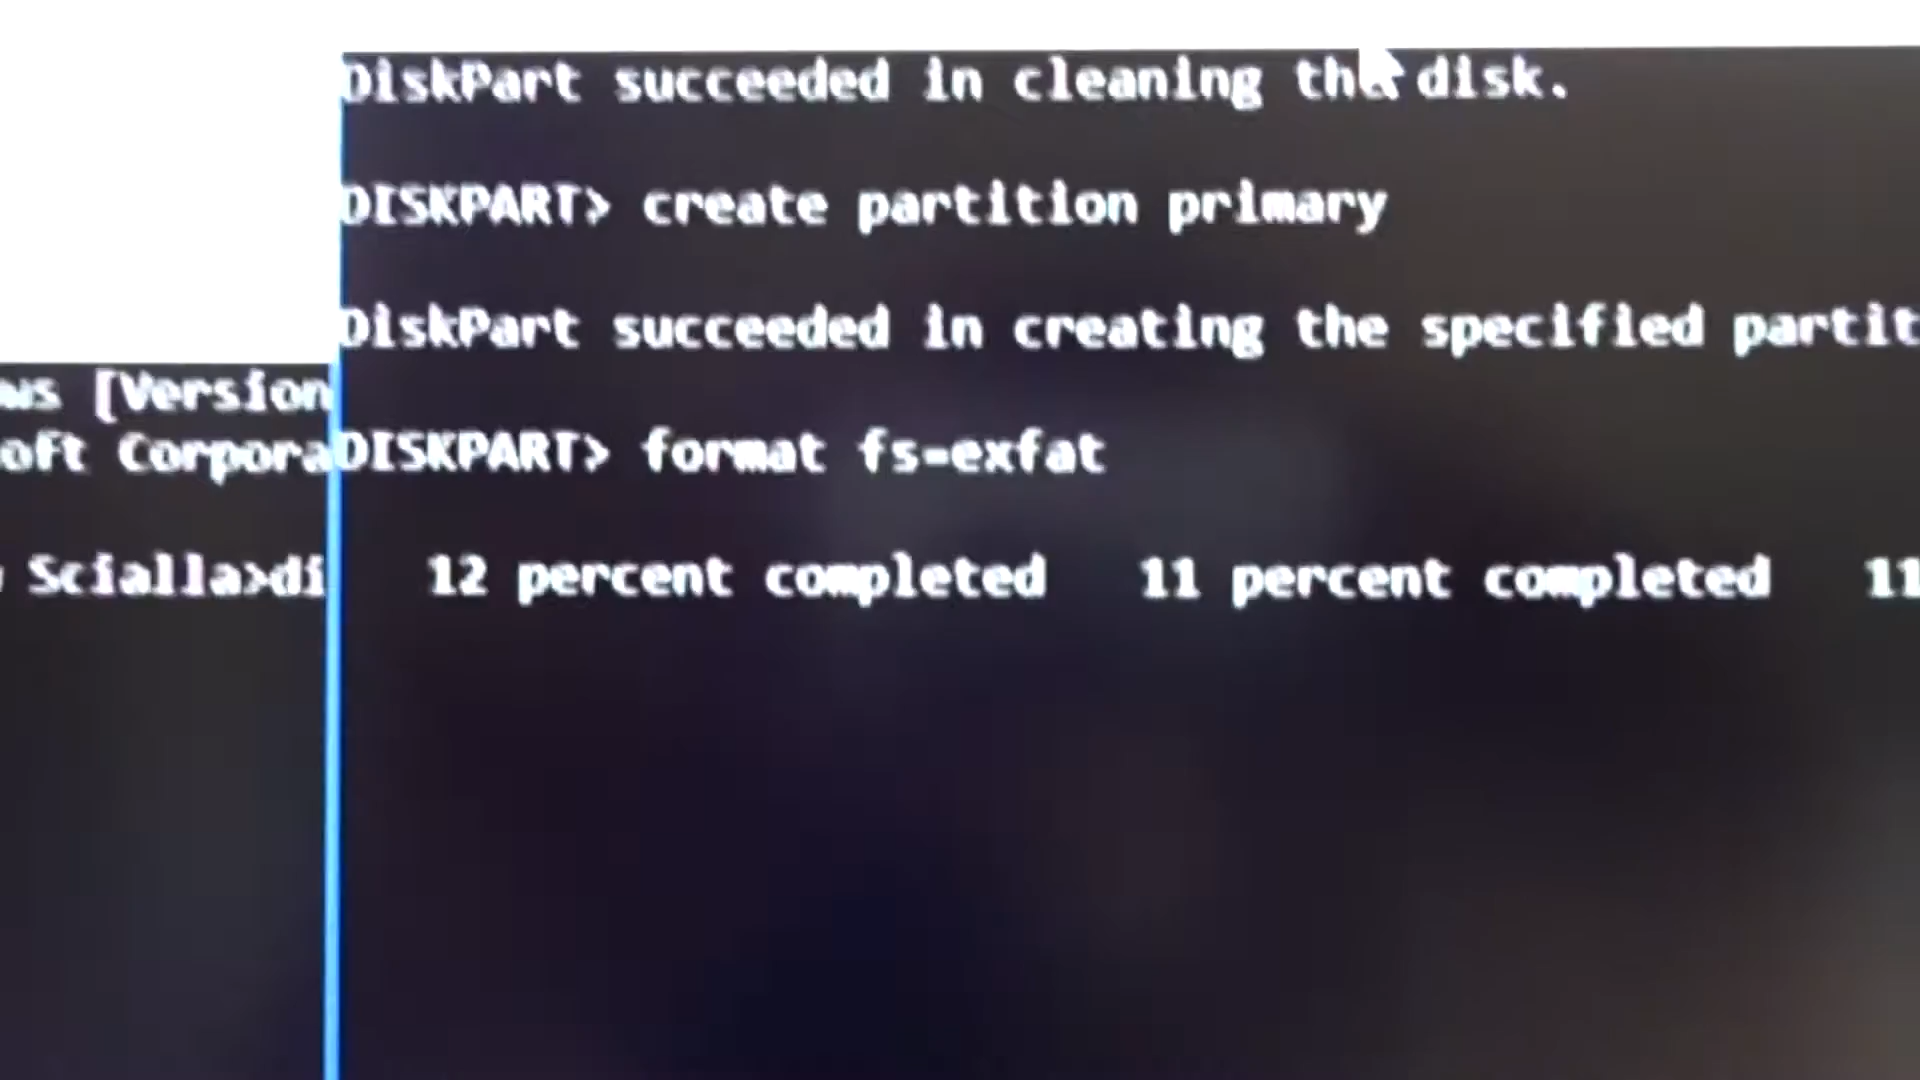 DiskPart succeeded in cleaning the disk.
DISKPART> create partition primary
DiskPart succeeded in creating the specified partit
DISKPART> format fs=exfat
12 percent completed   11 percent completed   11
ws [Version
oft Corpora
Scialla>di